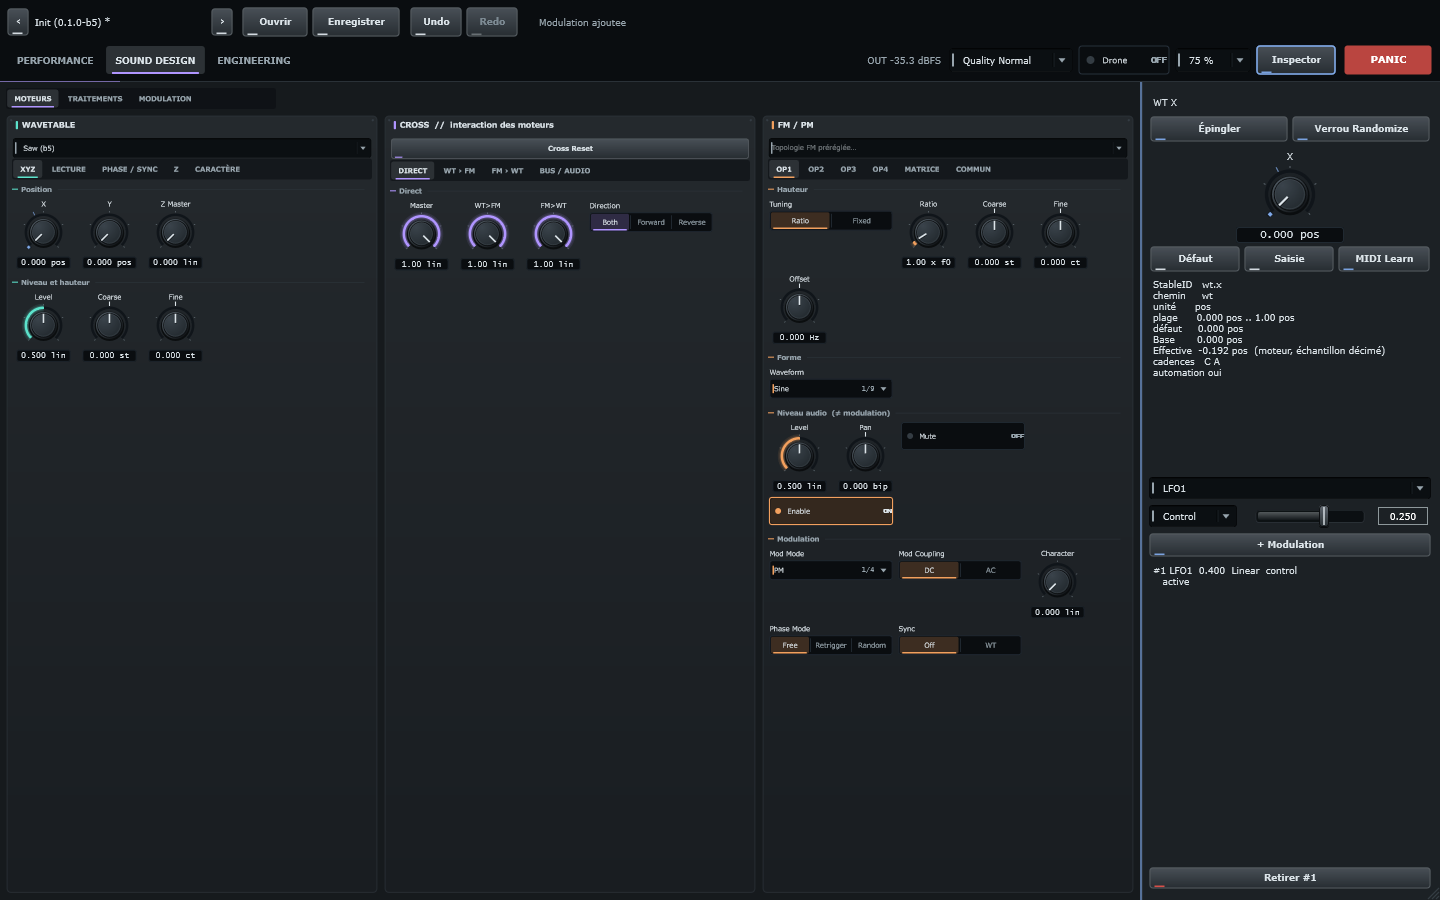 < Init (0.1.0-b5) * > Ouvrir Enregistrer Undo Redo Modulation ajoutee
PERFORMANCE SOUND DESIGN ENGINEERING OUT -35.3 dBFS Quality Normal Drone OFF 75 % Inspector PANIC
MOTEURS TRAITEMENTS MODULATION
WAVETABLE
Saw (b5)
XYZ LECTURE PHASE / SYNC Z CARACTÈRE
Position
X Y Z Master
0.000 pos 0.000 pos 0.000 lin
Niveau et hauteur
Level Coarse Fine
0.500 lin 0.000 st 0.000 ct
CROSS // interaction des moteurs
Cross Reset
DIRECT WT > FM FM > WT BUS / AUDIO
Direct
Master WT>FM FM>WT Direction
Both Forward Reverse
1.00 lin 1.00 lin 1.00 lin
FM / PM
Topologie FM préréglée...
OP1 OP2 OP3 OP4 MATRICE COMMUN
Hauteur
Tuning Ratio Coarse Fine
Ratio Fixed
1.00 x f0 0.000 st 0.000 ct
Offset
0.000 Hz
Forme
Waveform
Sine 1/9
Niveau audio (≠ modulation)
Level Pan
Mute OFF
0.500 lin 0.000 bip
Enable ON
Modulation
Mod Mode Mod Coupling Character
PM 1/4 DC AC
0.000 lin
Phase Mode Sync
Free Retrigger Random Off WT
WT X
Épingler Verrou Randomize
X
0.000 pos
Défaut Saisie MIDI Learn
StableID wt.x
chemin wt
unité pos
plage 0.000 pos .. 1.00 pos
défaut 0.000 pos
Base 0.000 pos
Effective -0.192 pos (moteur, échantillon décimé)
cadences C A
automation oui
LFO1
Control 0.250
+ Modulation
#1 LFO1 0.400 Linear control
active
Retirer #1